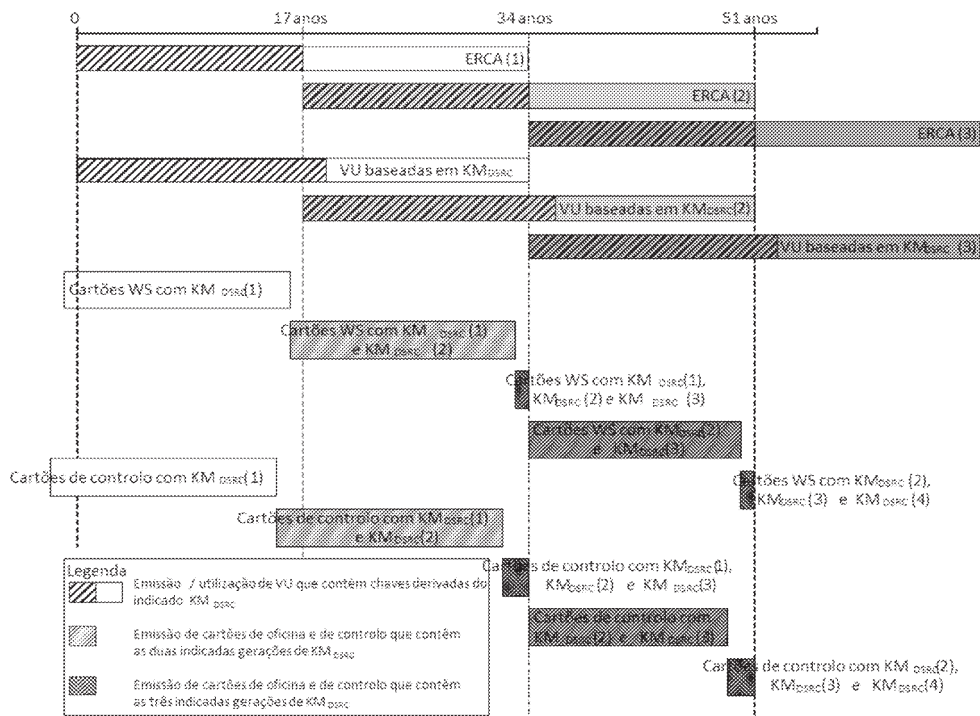 0 17 anos 34 anos 51 anos
ERCA (1)
ERCA (2)
ERCA (3)
VU baseadas em KM DSRC
VU baseadas em KM DSRC (2)
VU baseadas em KM DSRC (3)
Cartões WS com KM DSRC (1)
Cartões WS com KM DSRC (1)
e KM DSRC (2)
Cartões WS com KM DSRC (1),
KM DSRC (2) e KM DSRC (3)
Cartões WS com KM DSRC (2)
e KM DSRC (3)
Cartões de controlo com KM DSRC (1)
Cartões WS com KM DSRC (2),
KM DSRC (3) e KM DSRC (4)
Cartões de controlo com KM DSRC (1)
e KM DSRC (2)
Cartões de controlo com KM DSRC (1),
KM DSRC (2) e KM DSRC (3)
Cartões de controlo com
KM DSRC (2) e KM DSRC (3)
Cartões de controlo com KM DSRC (2),
KM DSRC (3) e KM DSRC (4)
Legenda
Emissão / utilização de VU que contêm chaves derivadas do
indicado KM DSRC
Emissão de cartões de oficina e de controlo que contêm
as duas indicadas gerações de KM DSRC
Emissão de cartões de oficina e de controlo que contêm
as três indicadas gerações de KM DSRC